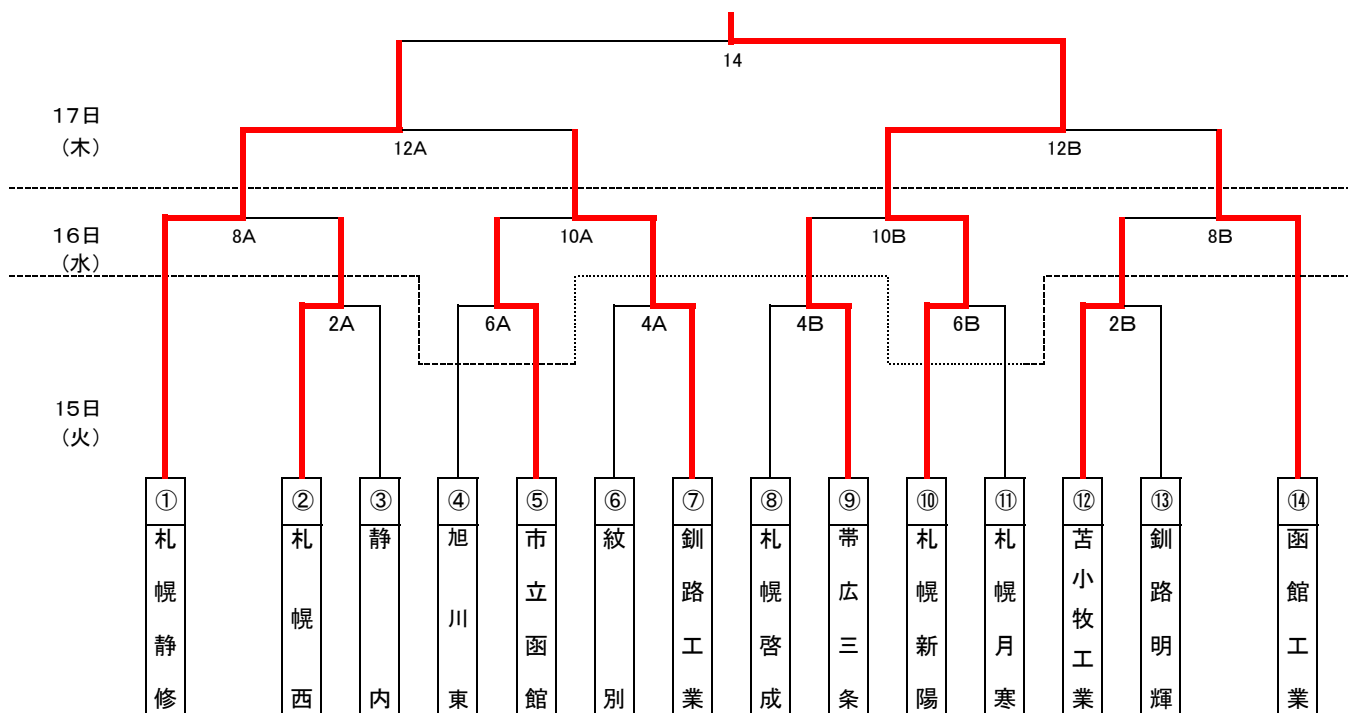 14
17日
(木)
12A
12B
16日
(水)
8A
10A
10B
8B
2A
6A
4A
4B
6B
2B
15日
(火)
①
②
③
④
⑤
⑥
⑦
⑧
⑨
⑩
⑪
⑫
⑬
⑭
札幌静修
札幌西
静内
旭川東
市立函館
紋別
釧路工業
札幌啓成
帯広三条
札幌新陽
札幌月寒
苫小牧工業
釧路明輝
函館工業